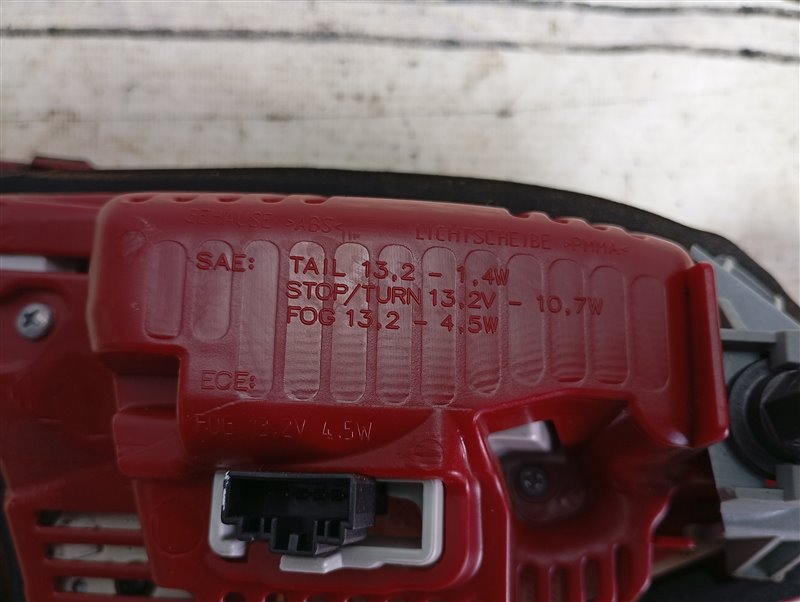 GEHÄUSE >ABS<
LICHTSCHEIBE >PMMA<
SAE: TAIL 13,2 - 1,4W
STOP/TURN 13,2V - 10,7W
FOG 13,2 - 4,5W
ECE:
FOG 13,2V 4,5W